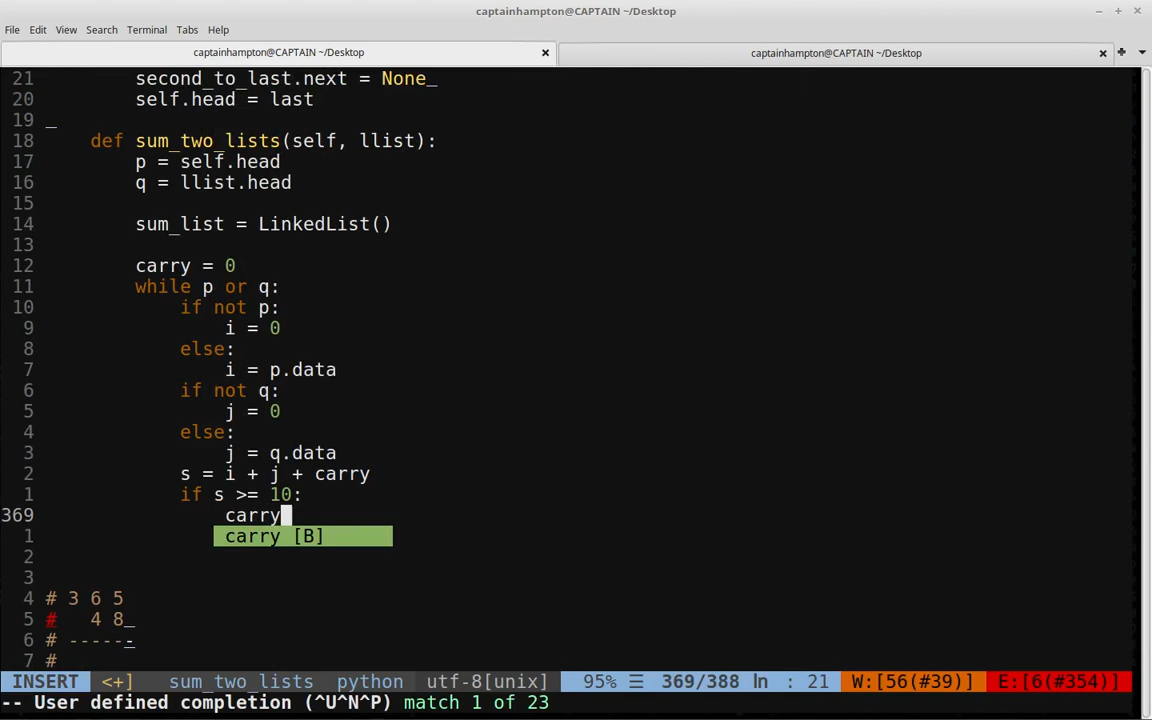 captainhampton@CAPTAIN ~/Desktop
File Edit View Search Terminal Tabs Help
captainhampton@CAPTAIN ~/Desktop captainhampton@CAPTAIN ~/Desktop
21 second_to_last.next = None_
20 self.head = last
19 _
18 def sum_two_lists(self, llist):
17 p = self.head
16 q = llist.head
15
14 sum_list = LinkedList()
13
12 carry = 0
11 while p or q:
10 if not p:
9 i = 0
8 else:
7 i = p.data
6 if not q:
5 j = 0
4 else:
3 j = q.data
2 s = i + j + carry
1 if s >= 10:
369 carry
1 carry [B]
2
3
4 # 3 6 5
5 #   4 8_
6 # ------
7 #
INSERT <+] sum_two_lists python utf-8[unix] 95% ☰ 369/388 ln : 21 W:[56(#39)] E:[6(#354)]
-- User defined completion (^U^N^P) match 1 of 23